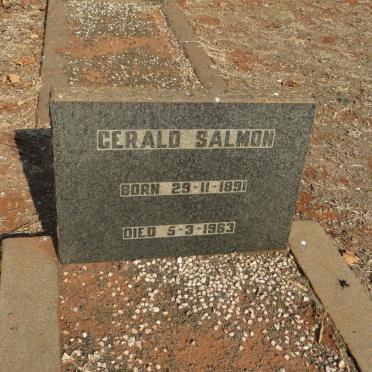 GERALD SALMON
BORN 29-11-1891
DIED 5-3-1963